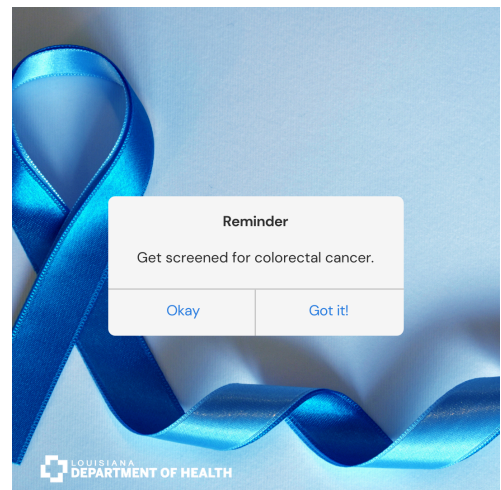 Reminder
Get screened for colorectal cancer.
Okay
Got it!
LOUISIANA
DEPARTMENT OF HEALTH